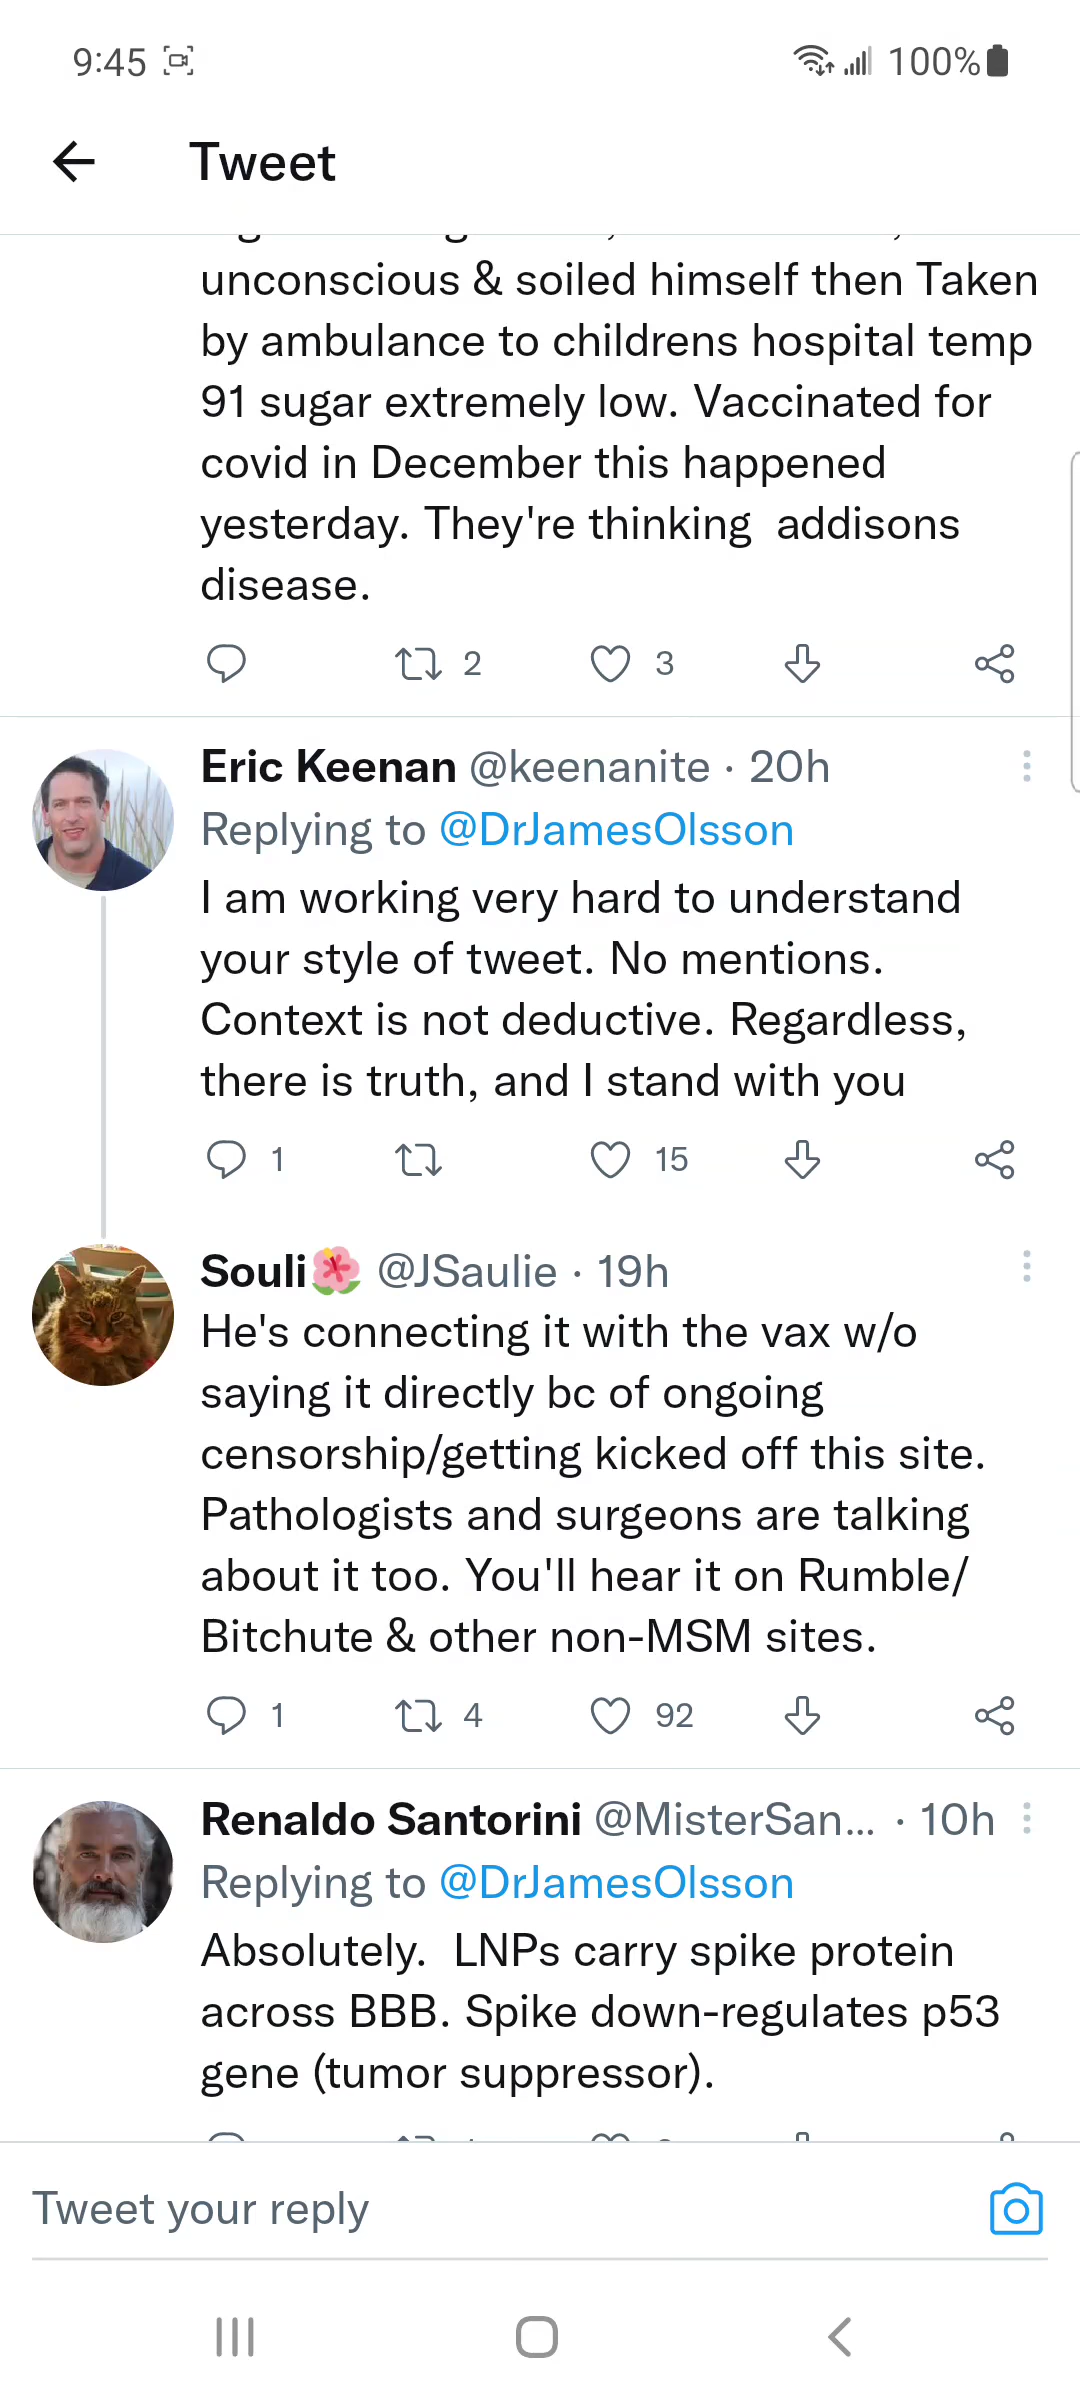 9:45 100%
Tweet
unconscious & soiled himself then Taken
by ambulance to childrens hospital temp
91 sugar extremely low. Vaccinated for
covid in December this happened
yesterday. They're thinking  addisons
disease.
2 3
Eric Keenan @keenanite · 20h
Replying to @DrJamesOlsson
I am working very hard to understand
your style of tweet. No mentions.
Context is not deductive. Regardless,
there is truth, and I stand with you
1 15
Souli🌺 @JSaulie · 19h
He's connecting it with the vax w/o
saying it directly bc of ongoing
censorship/getting kicked off this site.
Pathologists and surgeons are talking
about it too. You'll hear it on Rumble/
Bitchute & other non-MSM sites.
1 4 92
Renaldo Santorini @MisterSan... · 10h
Replying to @DrJamesOlsson
Absolutely.  LNPs carry spike protein
across BBB. Spike down-regulates p53
gene (tumor suppressor).
Tweet your reply